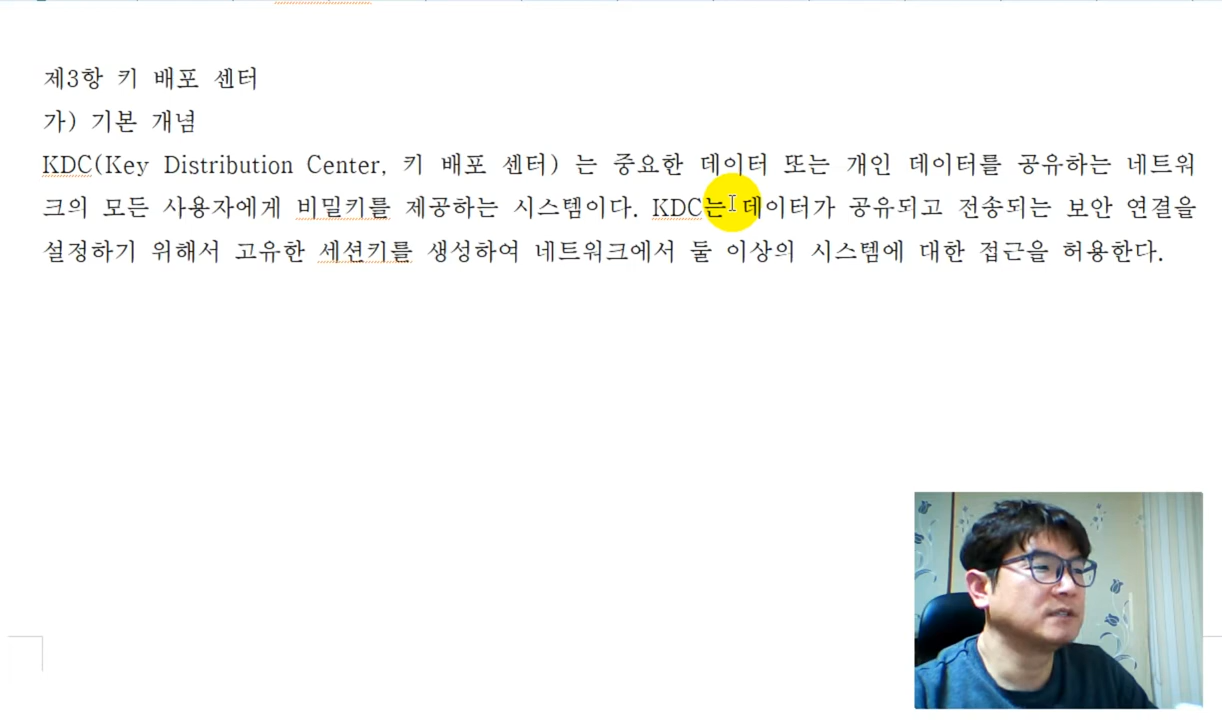 제3항 키 배포 센터
가) 기본 개념
KDC(Key Distribution Center, 키 배포 센터) 는 중요한 데이터 또는 개인 데이터를 공유하는 네트워
크의 모든 사용자에게 비밀키를 제공하는 시스템이다. KDC는 데이터가 공유되고 전송되는 보안 연결을
설정하기 위해서 고유한 세션키를 생성하여 네트워크에서 둘 이상의 시스템에 대한 접근을 허용한다.